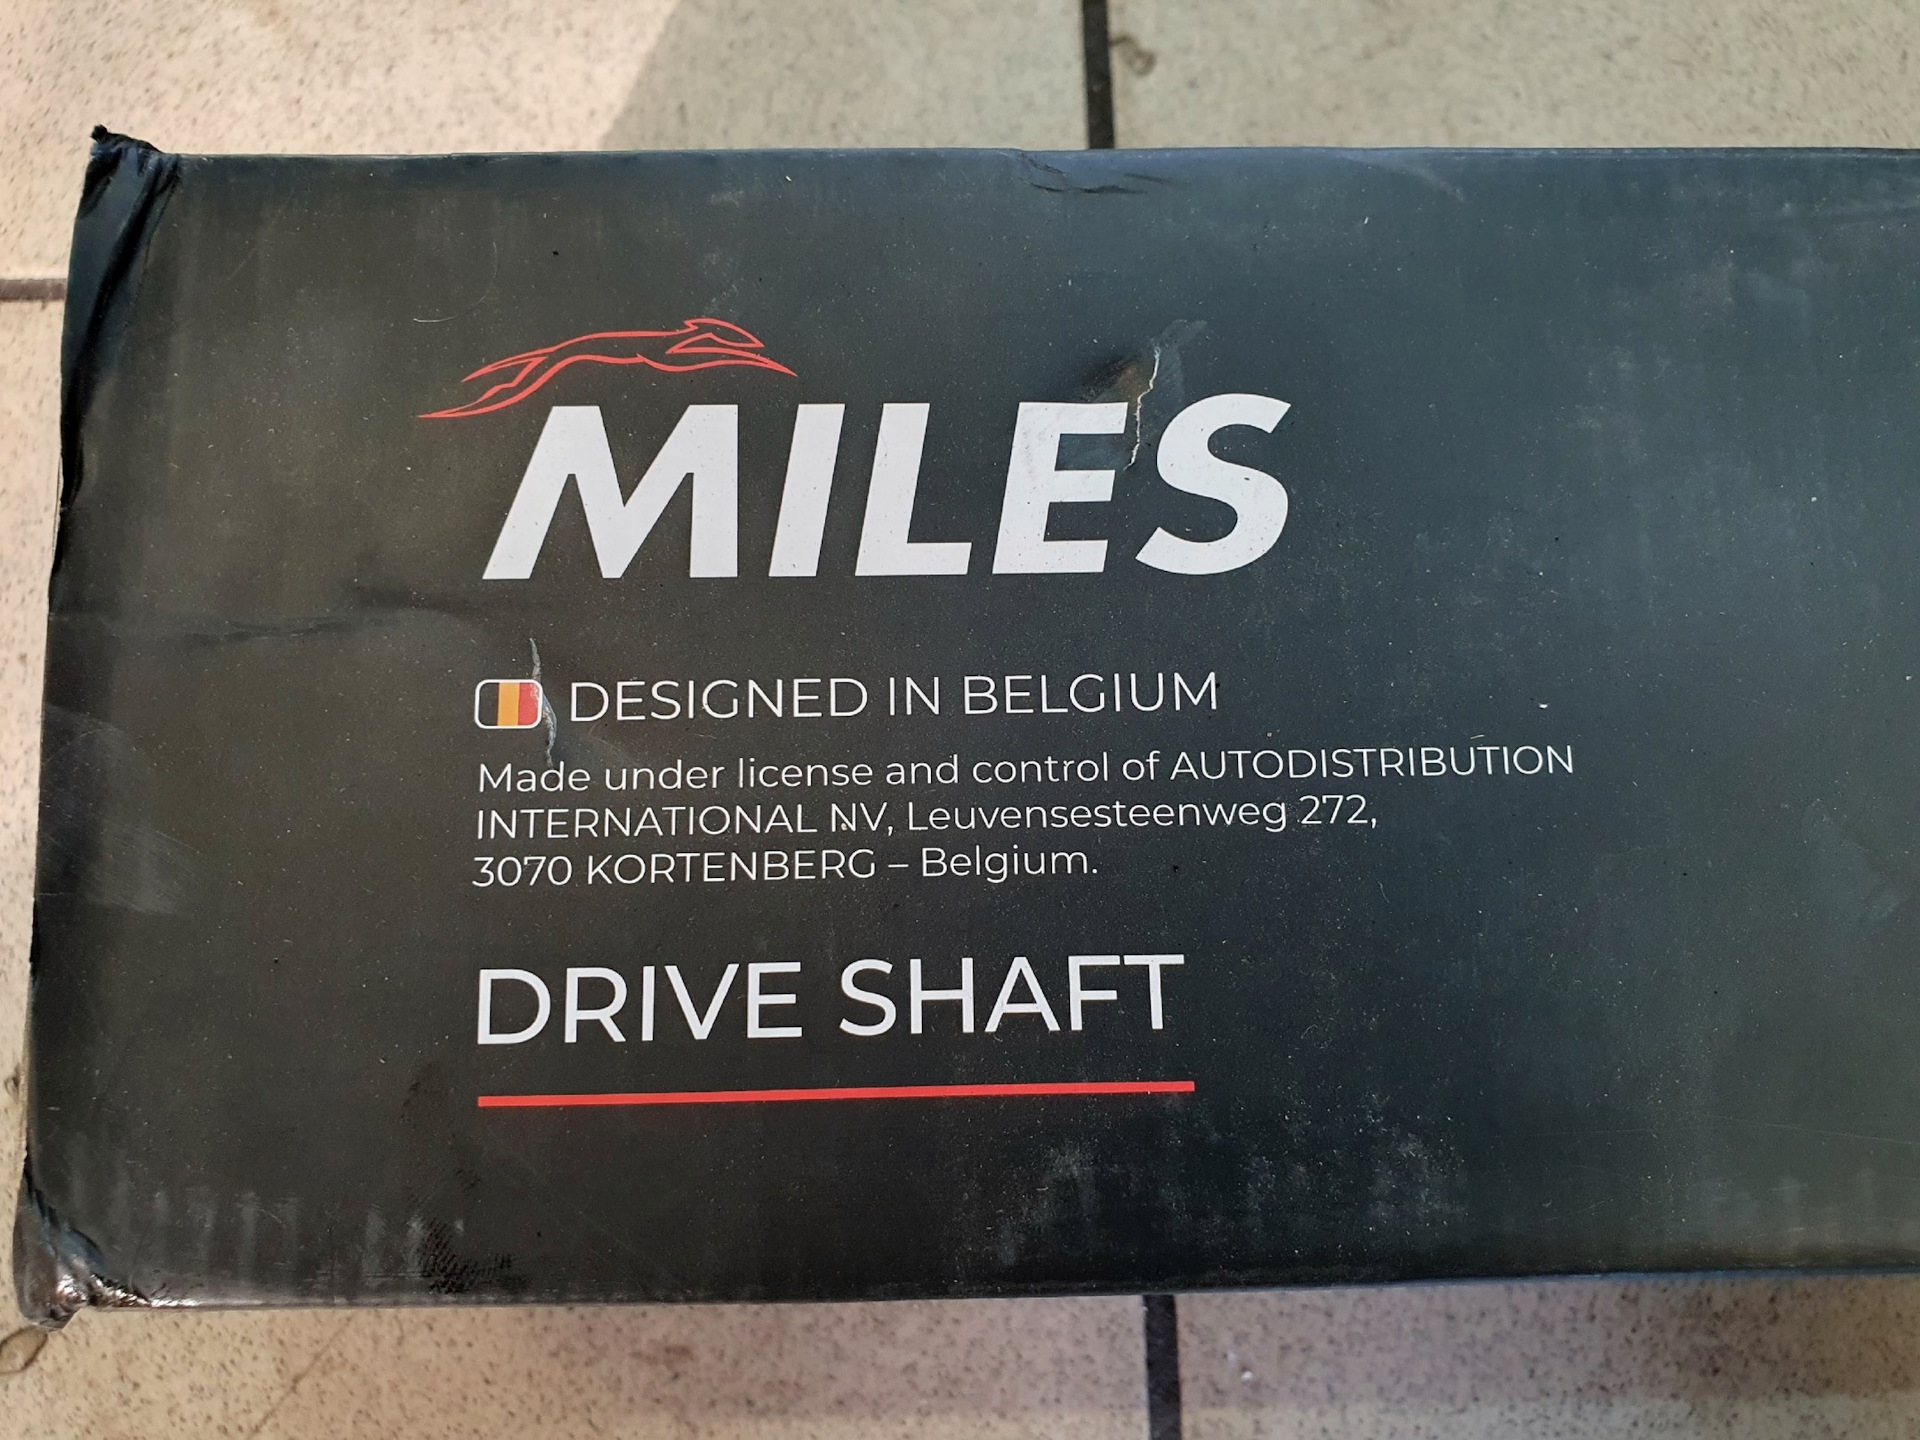 MILES
DESIGNED IN BELGIUM
Made under license and control of AUTODISTRIBUTION
INTERNATIONAL NV, Leuvensesteenweg 272,
3070 KORTENBERG – Belgium.
DRIVE SHAFT